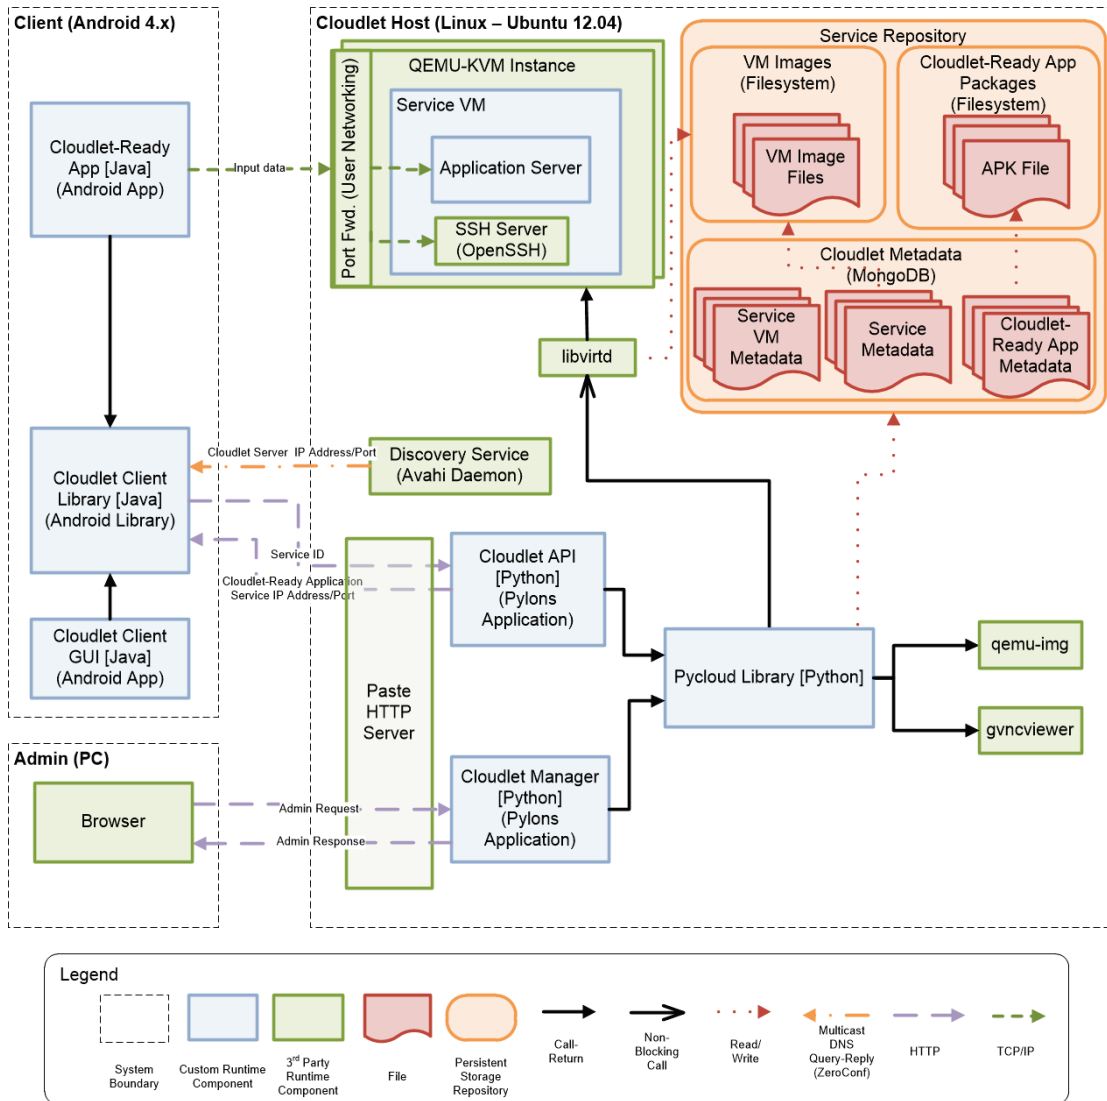 Client (Android 4.x)
Cloudlet-Ready
App [Java]
(Android App)
Cloudlet Client
Library [Java]
(Android Library)
Cloudlet Client
GUI [Java]
(Android App)
Admin (PC)
Browser
Cloudlet Host (Linux – Ubuntu 12.04)
Input data
Port Fwd. (User Networking)
QEMU-KVM Instance
Service VM
Application Server
SSH Server
(OpenSSH)
libvirtd
Service Repository
VM Images
(Filesystem)
VM Image
Files
Cloudlet-Ready App
Packages
(Filesystem)
APK File
Cloudlet Metadata
(MongoDB)
Service
VM
Metadata
Service
Metadata
Cloudlet-
Ready App
Metadata
Cloudlet Server IP Address/Port
Discovery Service
(Avahi Daemon)
Service ID
Cloudlet-Ready Application
Service IP Address/Port
Cloudlet API
[Python]
(Pylons
Application)
Paste
HTTP
Server
Pycloud Library [Python]
qemu-img
gvncviewer
Cloudlet Manager
[Python]
(Pylons
Application)
Admin Request
Admin Response
Legend
System
Boundary
Custom Runtime
Component
3rd Party
Runtime
Component
File
Persistent
Storage
Repository
Call-
Return
Non-
Blocking
Call
Read/
Write
Multicast
DNS
Query-Reply
(ZeroConf)
HTTP
TCP/IP